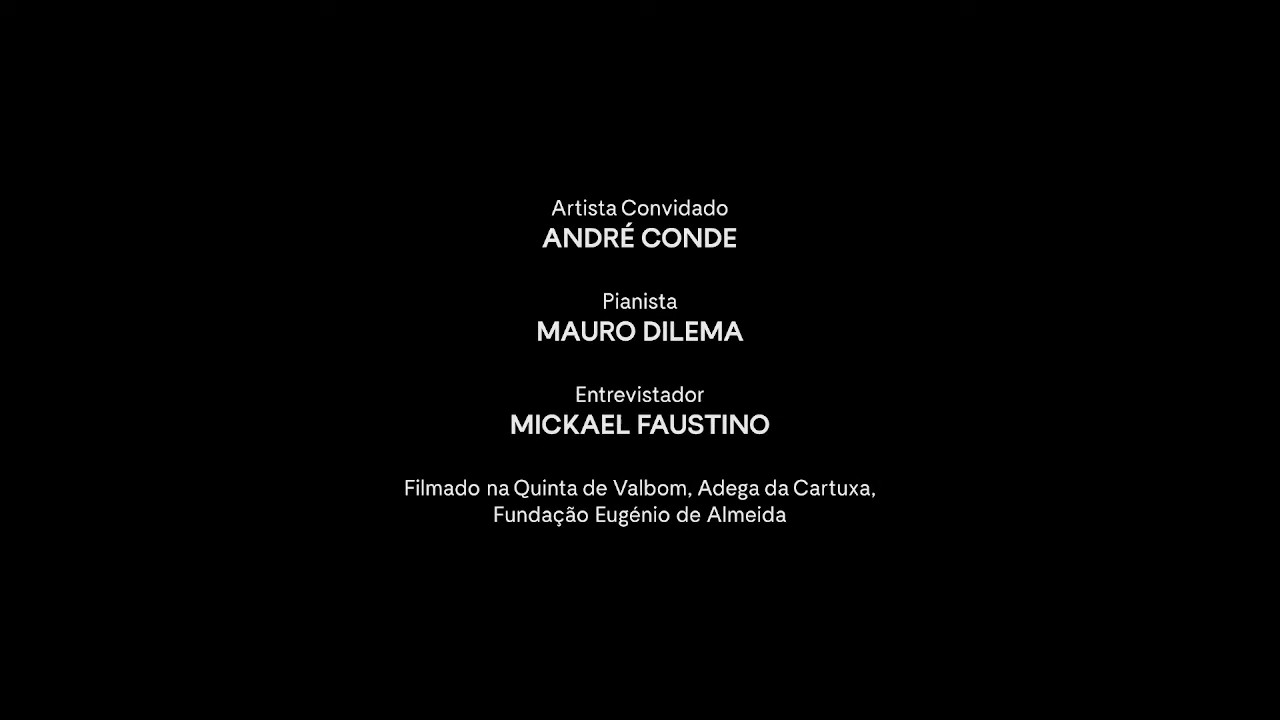 Artista Convidado
ANDRÉ CONDE
Pianista
MAURO DILEMA
Entrevistador
MICKAEL FAUSTINO
Filmado na Quinta de Valbom, Adega da Cartuxa,
Fundação Eugénio de Almeida